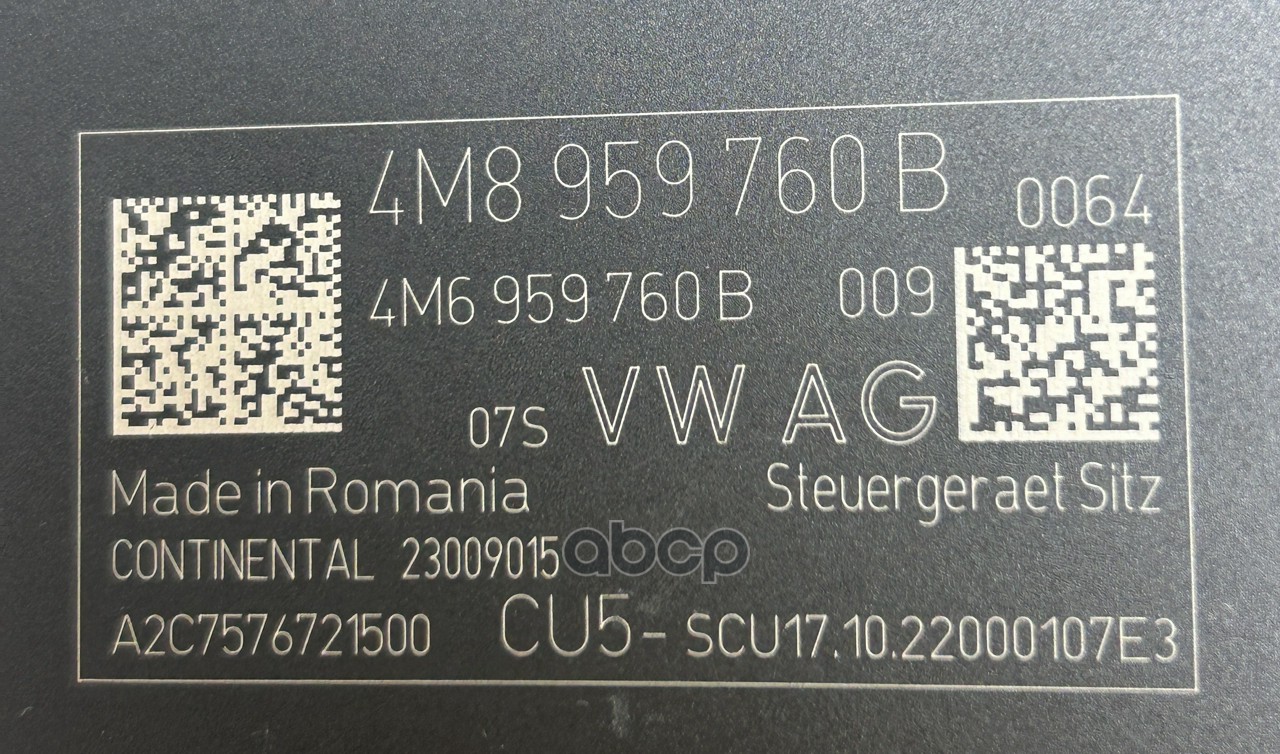 4M8 959 760 B 0064
4M6 959 760 B 009
07S VW AG
Made in Romania Steuergeraet Sitz
CONTINENTAL 23009015 abcp
A2C7576721500 CU5-SCU17.10.22000107E3